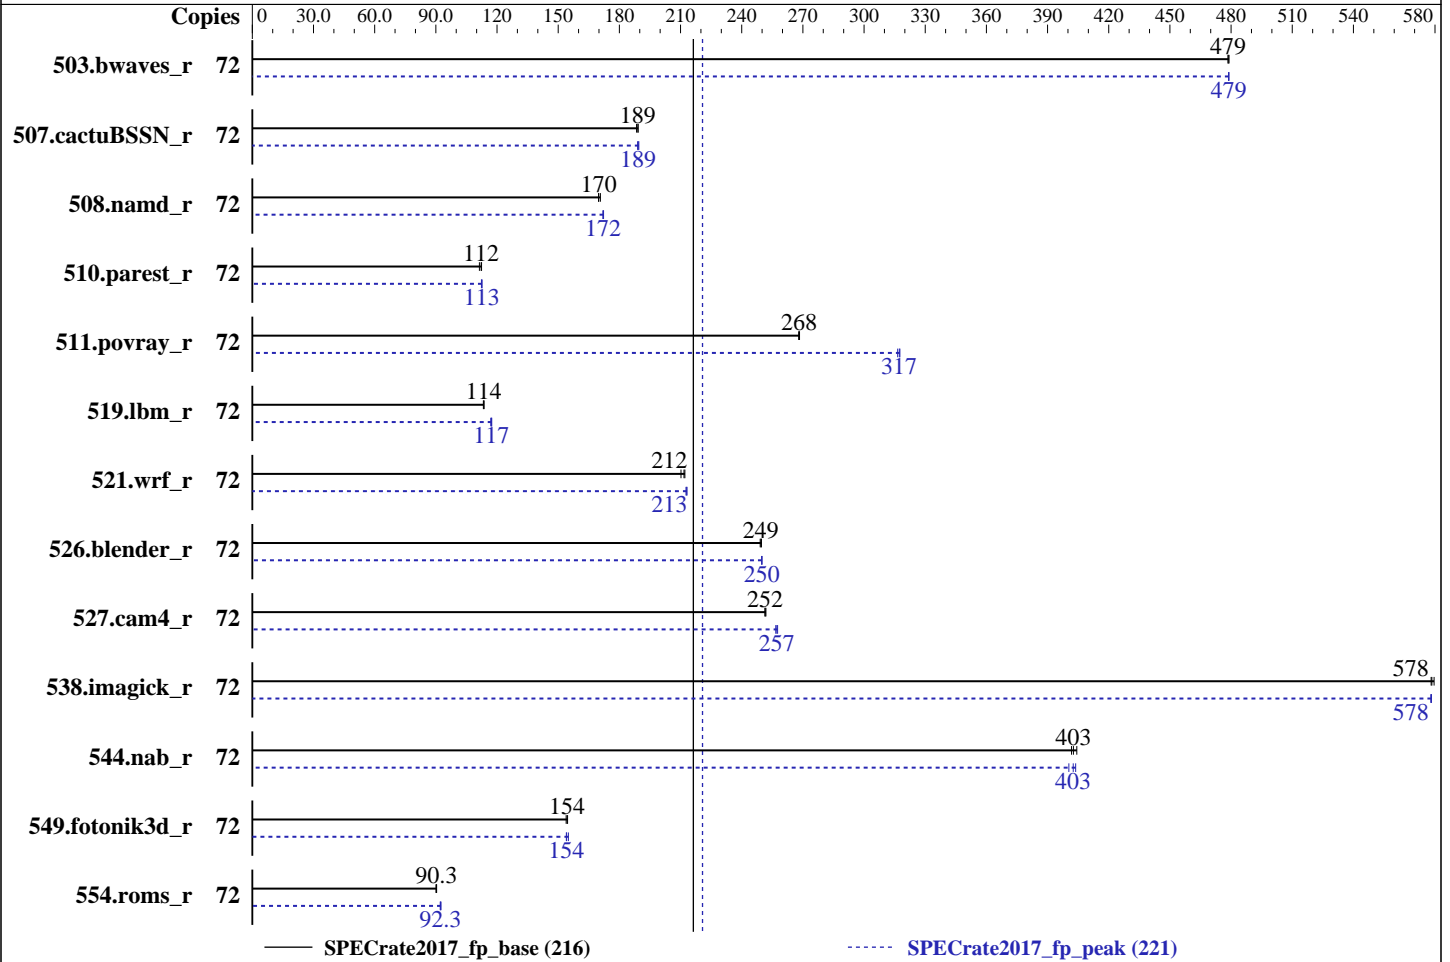 Copies 0 30.0 60.0 90.0 120 150 180 210 240 270 300 330 360 390 420 450 480 510 540 580
479
503.bwaves_r 72
479
189
507.cactuBSSN_r 72
189
170
508.namd_r 72
172
112
510.parest_r 72
113
268
511.povray_r 72
317
114
519.lbm_r 72
117
212
521.wrf_r 72
213
249
526.blender_r 72
250
252
527.cam4_r 72
257
578
538.imagick_r 72
578
403
544.nab_r 72
403
154
549.fotonik3d_r 72
154
90.3
554.roms_r 72
92.3
SPECrate2017_fp_base (216) SPECrate2017_fp_peak (221)